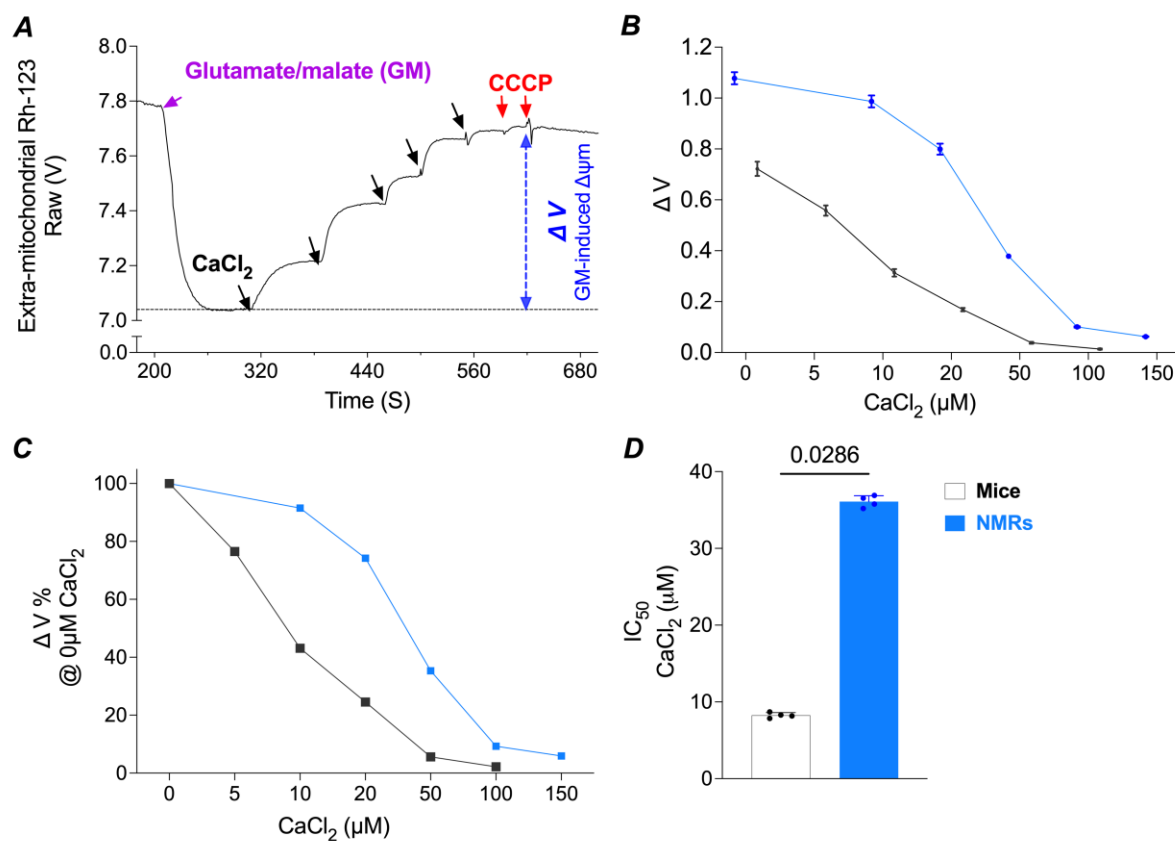 A
8.0
7.8
7.6
7.4
7.2
7.0
0.0
Extra-mitochondrial Rh-123
Raw (V)
Glutamate/malate (GM)
CCCP
CaCl2
Δ V
GM-induced Δψm
200
320
440
560
680
Time (S)
B
1.2
1.0
0.8
0.6
0.4
0.2
0.0
Δ V
0
5
10
20
50
100
150
CaCl2 (µM)
C
100
80
60
40
20
0
Δ V %
@ 0µM CaCl2
0
5
10
20
50
100
150
CaCl2 (µM)
D
0.0286
40
30
20
10
0
IC50
CaCl2 (µM)
Mice
NMRs